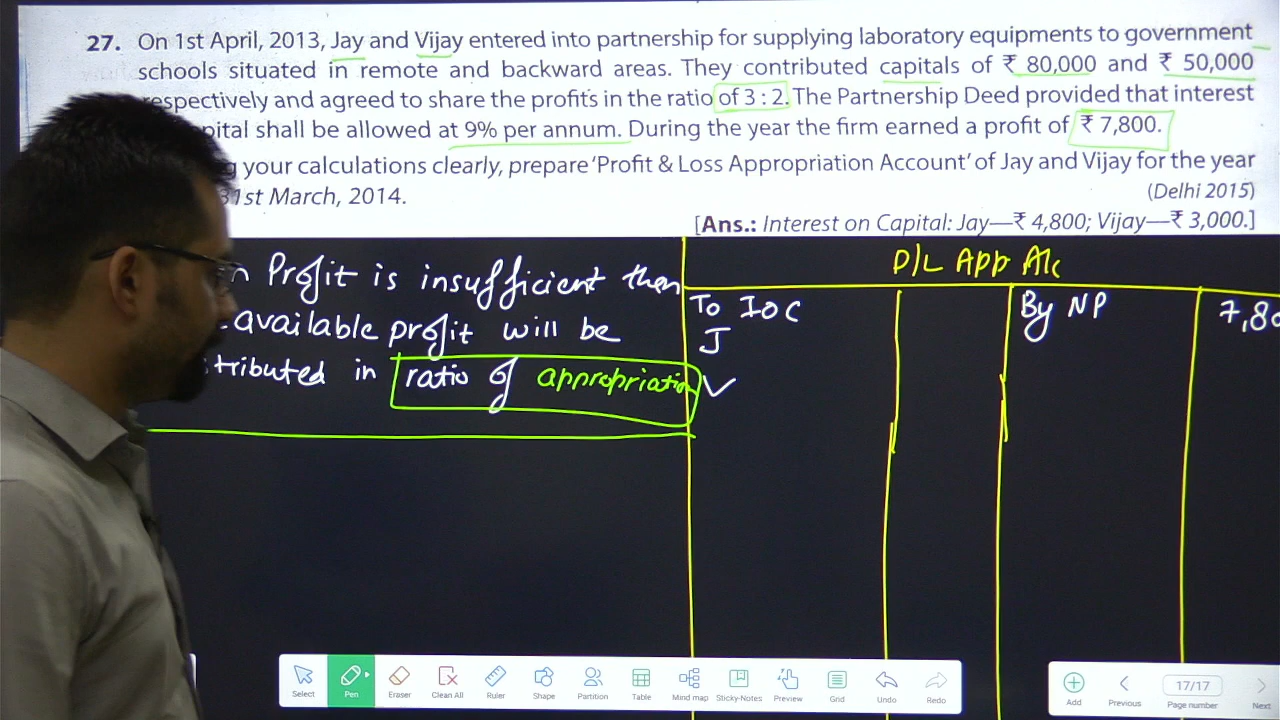 27. On 1st April, 2013, Jay and Vijay entered into partnership for supplying laboratory equipments to government
schools situated in remote and backward areas. They contributed capitals of ₹ 80,000 and ₹ 50,000
respectively and agreed to share the profits in the ratio of 3 : 2. The Partnership Deed provided that interest
pital shall be allowed at 9% per annum. During the year the firm earned a profit of ₹ 7,800.
g your calculations clearly, prepare 'Profit & Loss Appropriation Account' of Jay and Vijay for the year
31st March, 2014. (Delhi 2015)
[Ans.: Interest on Capital: Jay—₹ 4,800; Vijay—₹ 3,000.]
n Profit is insufficient then
available profit will be
tributed in ratio of appropriation
P/L App A/c
To IOC By NP 7,80
J
V
Select Pen Eraser Clean All Ruler Shape Partition Table Mind map Sticky-Notes Preview Grid Undo Redo
Add Previous 17/17 Page number Next